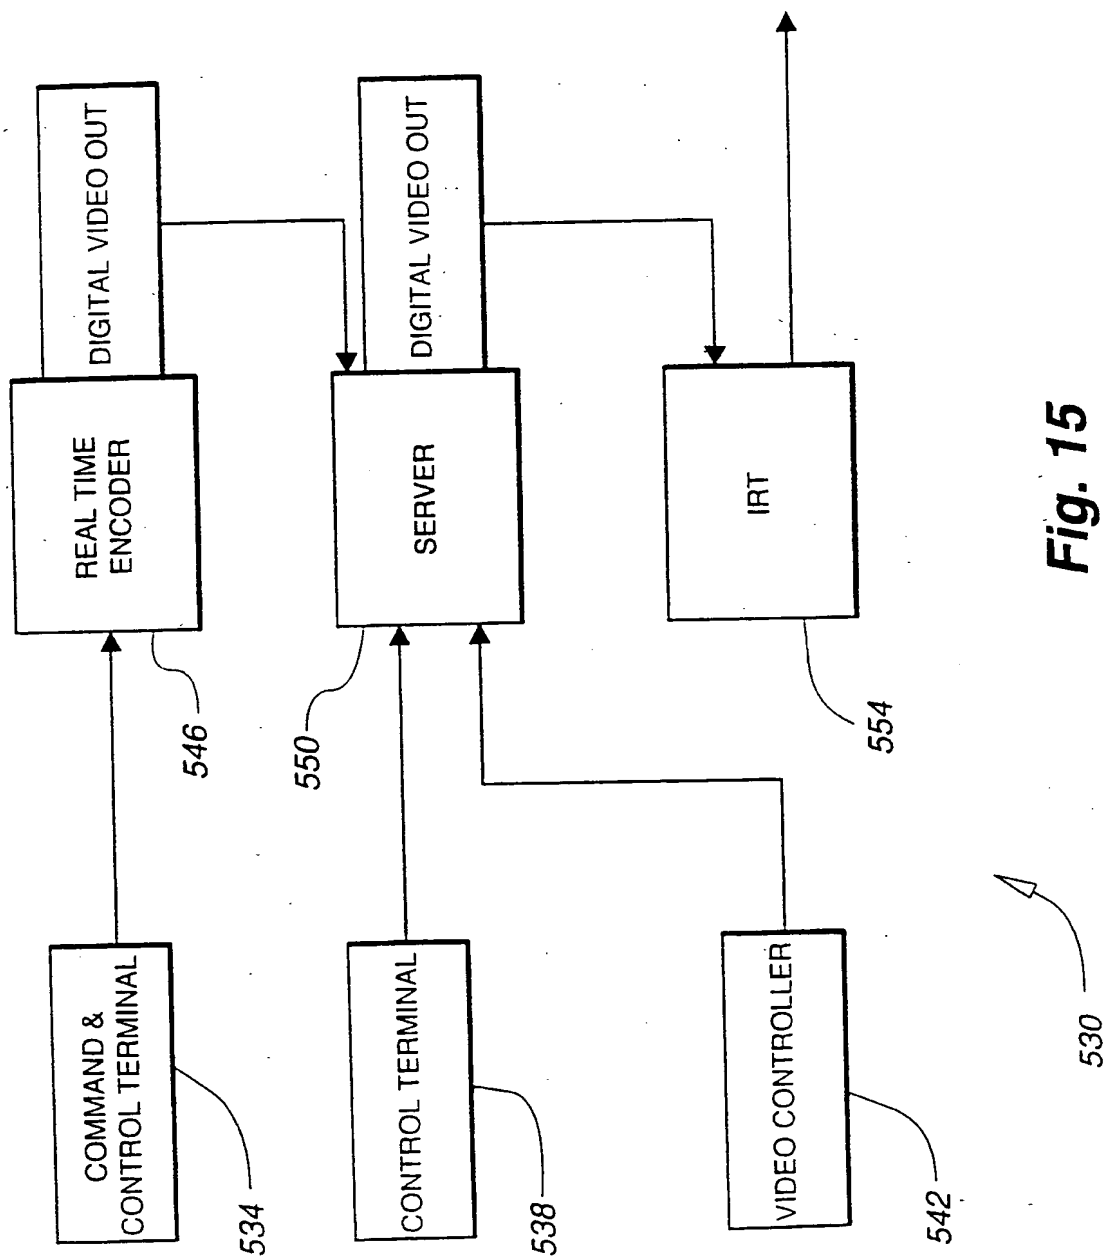 COMMAND &
CONTROL TERMINAL
534
REAL TIME
ENCODER
546
DIGITAL VIDEO OUT
CONTROL TERMINAL
538
SERVER
550
DIGITAL VIDEO OUT
VIDEO CONTROLLER
542
IRT
554
530
Fig. 15